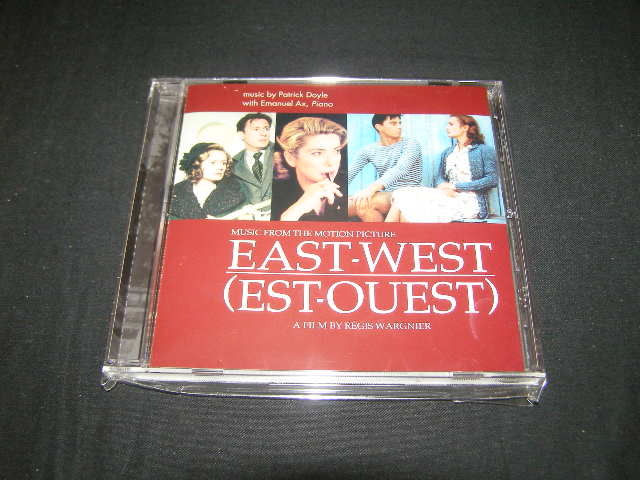 music by Patrick Doyle
with Emanuel Ax, Piano
MUSIC FROM THE MOTION PICTURE
EAST-WEST
(EST-OUEST)
A FILM BY REGIS WARGNIER